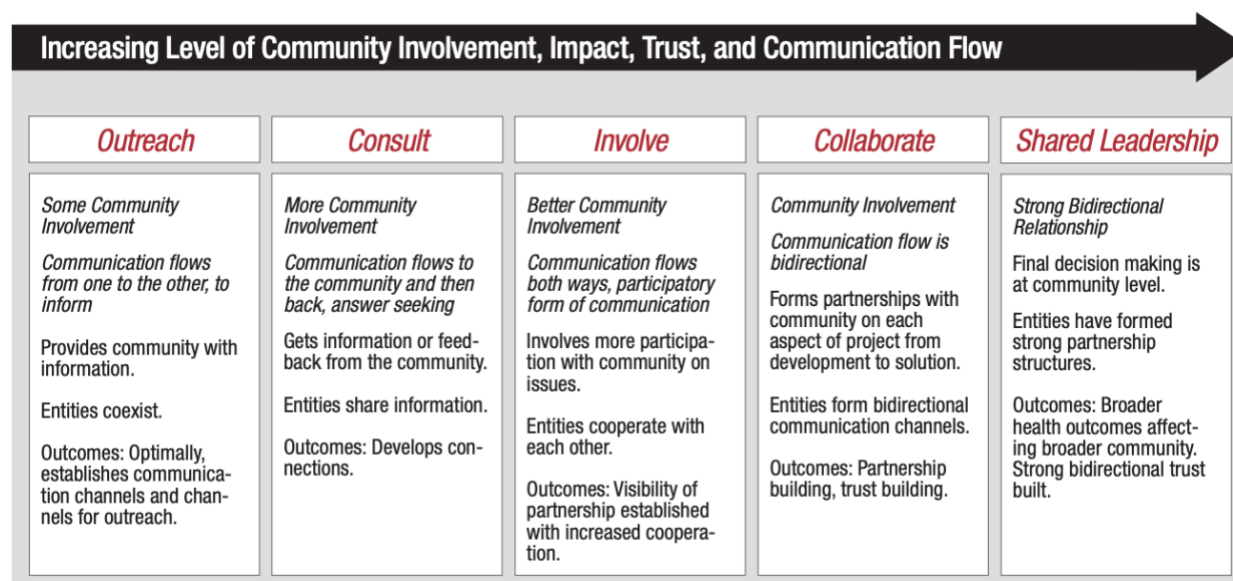 Increasing Level of Community Involvement, Impact, Trust, and Communication Flow
Outreach
Some Community
Involvement
Communication flows
from one to the other, to
inform
Provides community with
information.
Entities coexist.
Outcomes: Optimally,
establishes communica-
tion channels and chan-
nels for outreach.
Consult
More Community
Involvement
Communication flows to
the community and then
back, answer seeking
Gets information or feed-
back from the community.
Entities share information.
Outcomes: Develops con-
nections.
Involve
Better Community
Involvement
Communication flows
both ways, participatory
form of communication
Involves more participa-
tion with community on
issues.
Entities cooperate with
each other.
Outcomes: Visibility of
partnership established
with increased coopera-
tion.
Collaborate
Community Involvement
Communication flow is
bidirectional
Forms partnerships with
community on each
aspect of project from
development to solution.
Entities form bidirectional
communication channels.
Outcomes: Partnership
building, trust building.
Shared Leadership
Strong Bidirectional
Relationship
Final decision making is
at community level.
Entities have formed
strong partnership
structures.
Outcomes: Broader
health outcomes affect-
ing broader community.
Strong bidirectional trust
built.